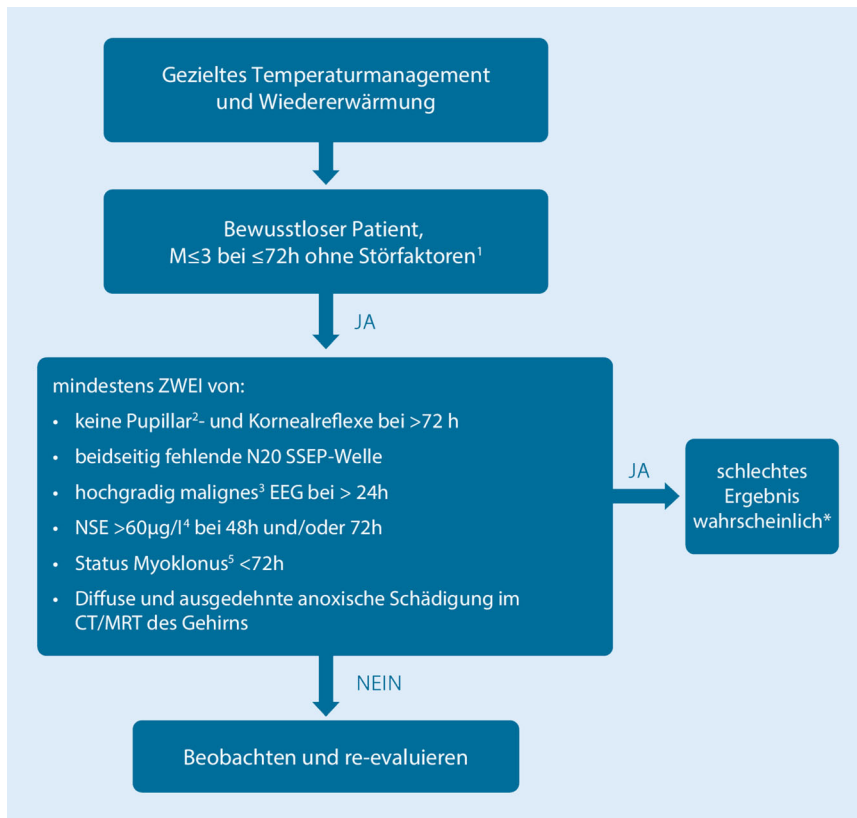 Gezieltes Temperaturmanagement
und Wiedererwärmung
Bewusstloser Patient,
M≤3 bei ≤72h ohne Störfaktoren¹
JA
mindestens ZWEI von:
• keine Pupillar²- und Kornealreflexe bei >72 h
• beidseitig fehlende N20 SSEP-Welle
• hochgradig malignes³ EEG bei > 24h
• NSE >60µg/l⁴ bei 48h und/oder 72h
• Status Myoklonus⁵ <72h
• Diffuse und ausgedehnte anoxische Schädigung im
CT/MRT des Gehirns
JA
schlechtes
Ergebnis
wahrscheinlich*
NEIN
Beobachten und re-evaluieren